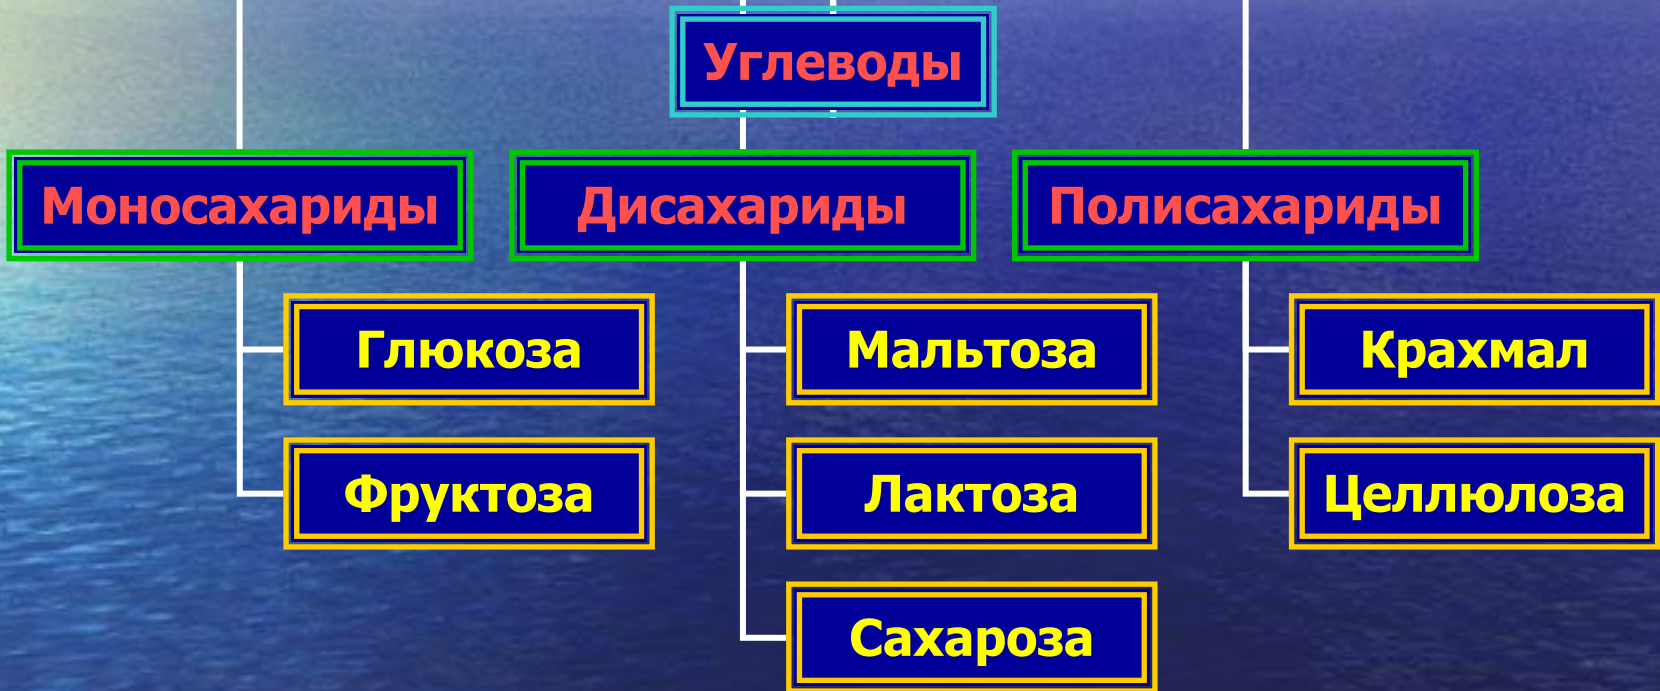 Углеводы
Моносахариды
Дисахариды
Полисахариды
Глюкоза
Мальтоза
Крахмал
Фруктоза
Лактоза
Целлюлоза
Сахароза